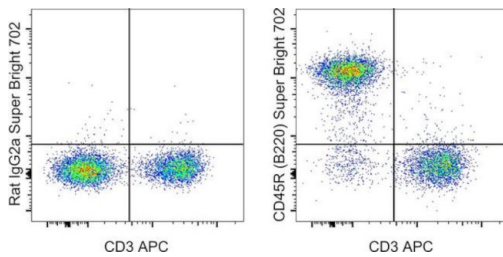 Rat IgG2a Super Bright 702
CD3 APC
CD45R (B220) Super Bright 702
CD3 APC